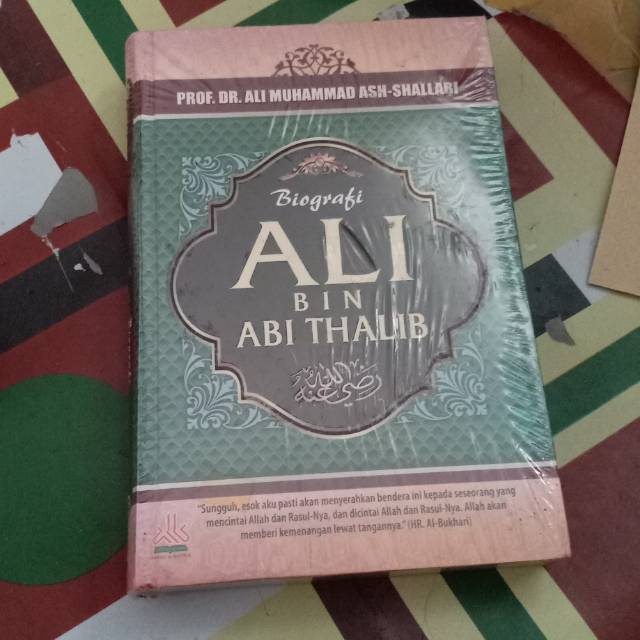 PROF. DR. ALI MUHAMMAD ASH-SHALLABI
Biografi
ALI
BIN
ABI THALIB
رضي الله عنه
"Sungguh, esok aku pasti akan menyerahkan bendera ini kepada seseorang yang
mencintai Allah dan Rasul-Nya, dan dicintai Allah dan Rasul-Nya. Allah akan
memberi kemenangan lewat tangannya." (HR. Al-Bukhari)